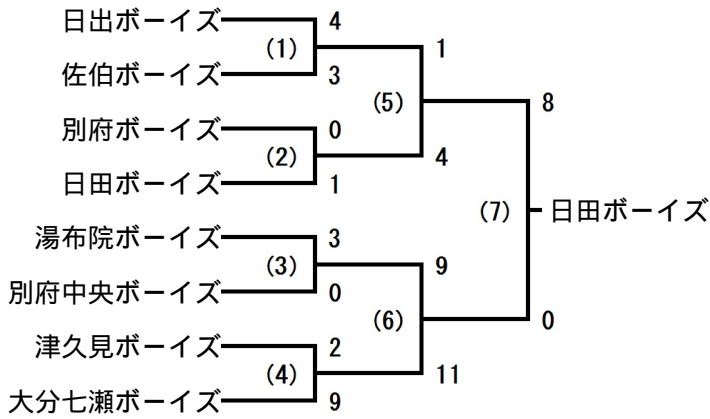 日出ボーイズ 4
(1) 1
佐伯ボーイズ 3
(5) 8
別府ボーイズ 0
(2) 4
日田ボーイズ 1
(7) 日田ボーイズ
湯布院ボーイズ 3
(3) 9
別府中央ボーイズ 0
(6) 0
津久見ボーイズ 2
(4) 11
大分七瀬ボーイズ 9